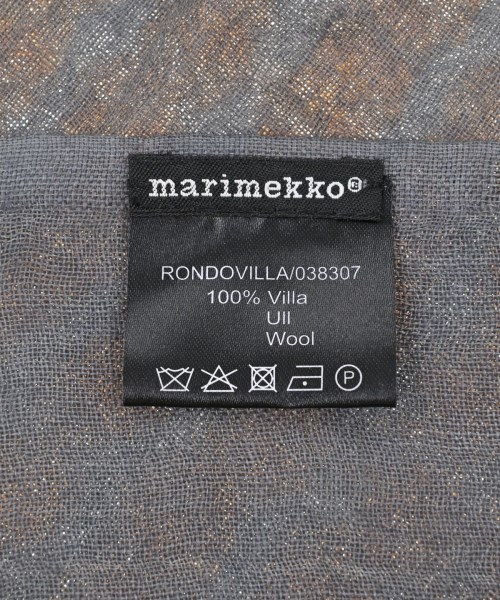 marimekko®
RONDOVILLA/038307
100% Villa
Ull
Wool
P